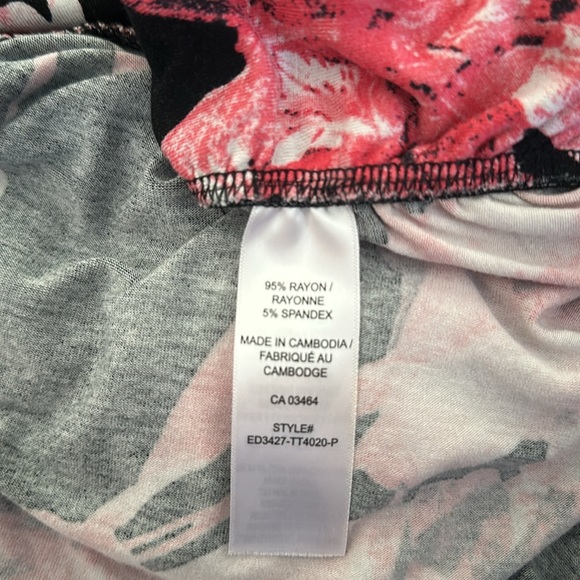 95% RAYON /
RAYONNE
5% SPANDEX
MADE IN CAMBODIA /
FABRIQUÉ AU
CAMBODGE
CA 03464
STYLE#
ED3427-TT4020-P